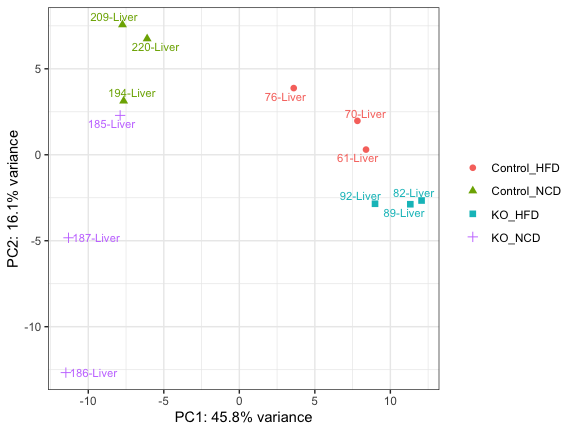 209-Liver
220-Liver
194-Liver
185-Liver
76-Liver
70-Liver
61-Liver
92-Liver
82-Liver
89-Liver
187-Liver
186-Liver
5
0
-5
-10
-10
-5
0
5
10
PC1: 45.8% variance
PC2: 16.1% variance
Control_HFD
Control_NCD
KO_HFD
KO_NCD